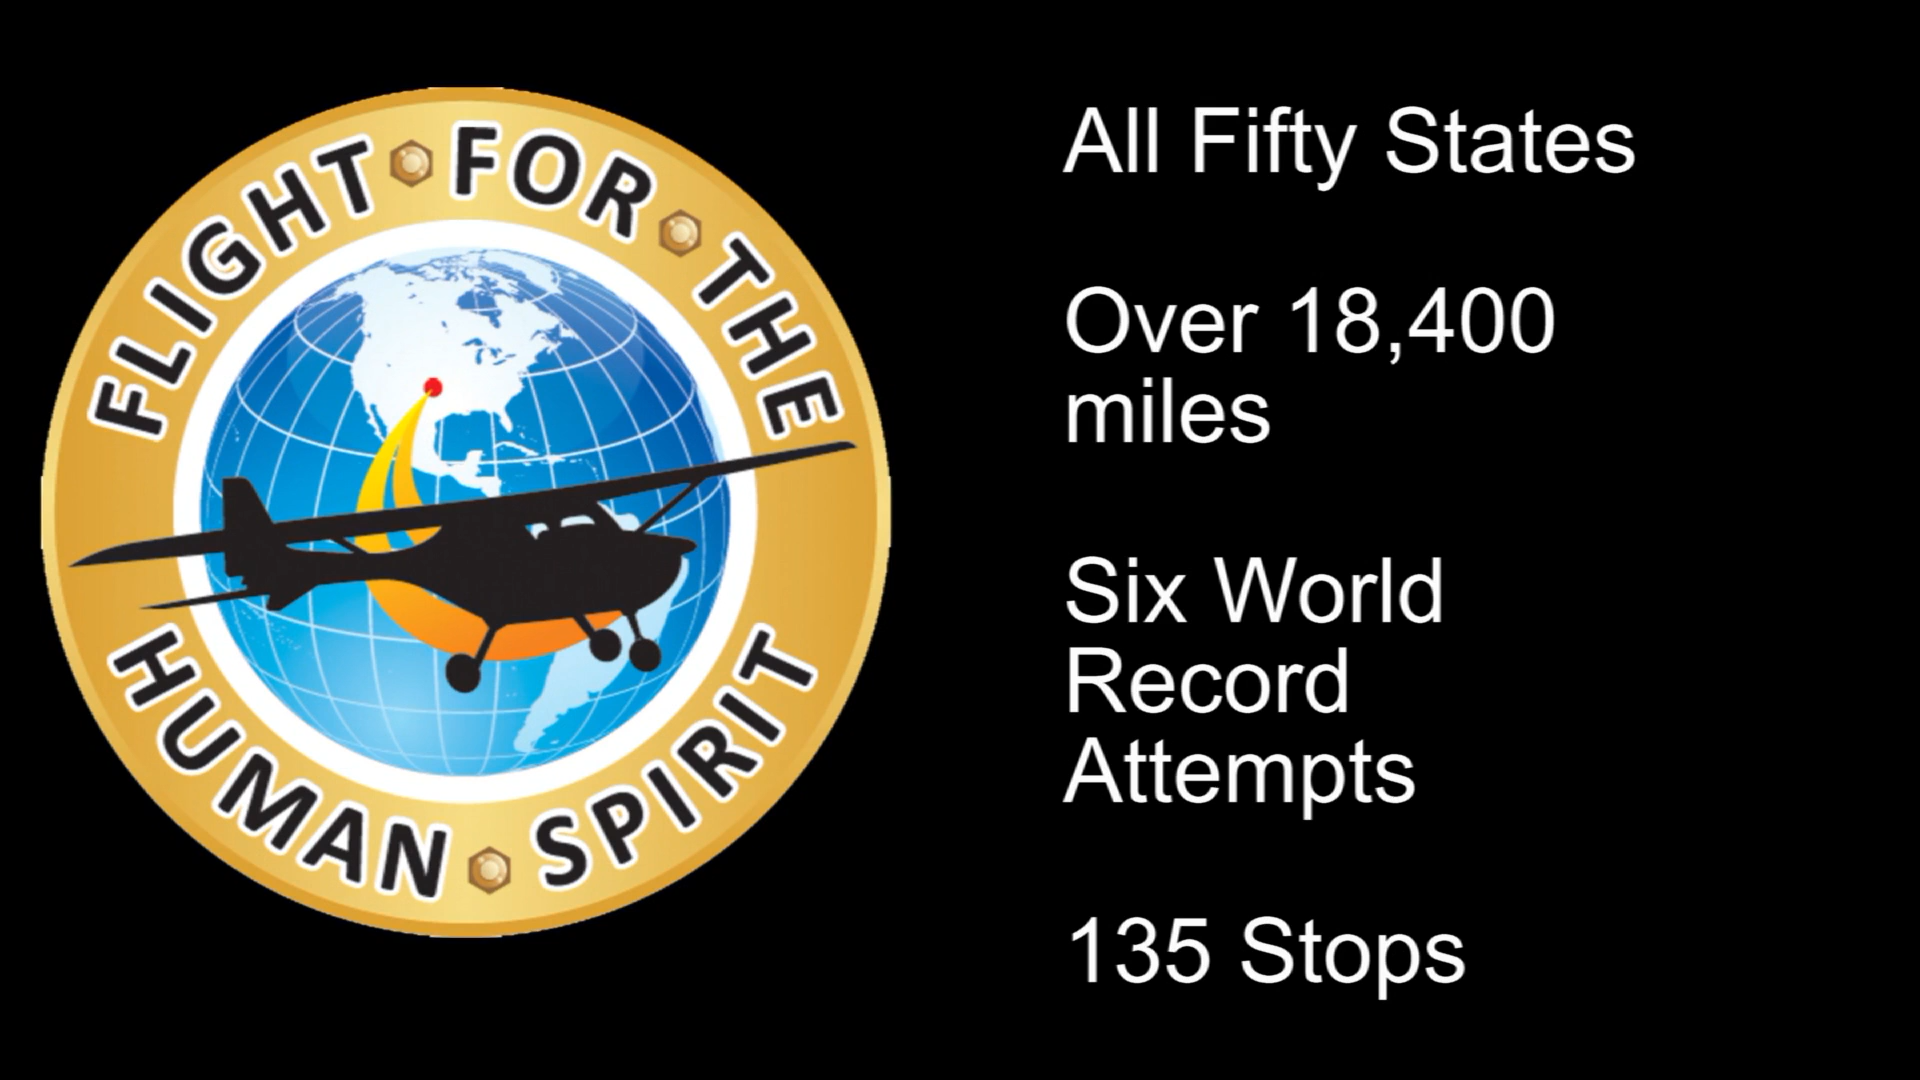 FLIGHT FOR THE
HUMAN SPIRIT
All Fifty States
Over 18,400
miles
Six World
Record
Attempts
135 Stops